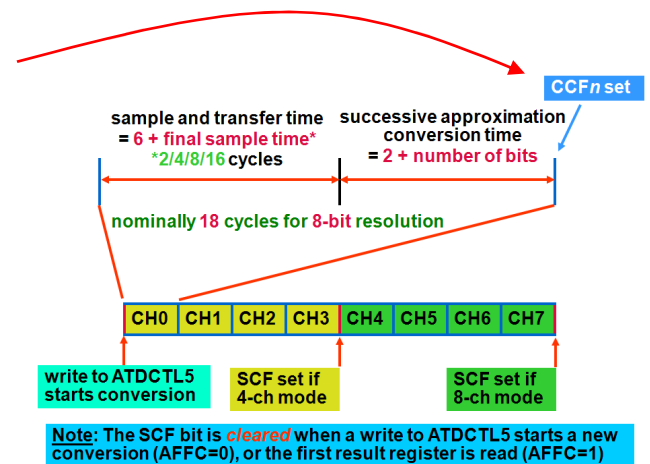 CCFn set
sample and transfer time
= 6 + final sample time*
*2/4/8/16 cycles
successive approximation
conversion time
= 2 + number of bits
nominally 18 cycles for 8-bit resolution
CH0 CH1 CH2 CH3 CH4 CH5 CH6 CH7
write to ATDCTL5
starts conversion
SCF set if
4-ch mode
SCF set if
8-ch mode
Note: The SCF bit is cleared when a write to ATDCTL5 starts a new
conversion (AFFC=0), or the first result register is read (AFFC=1)